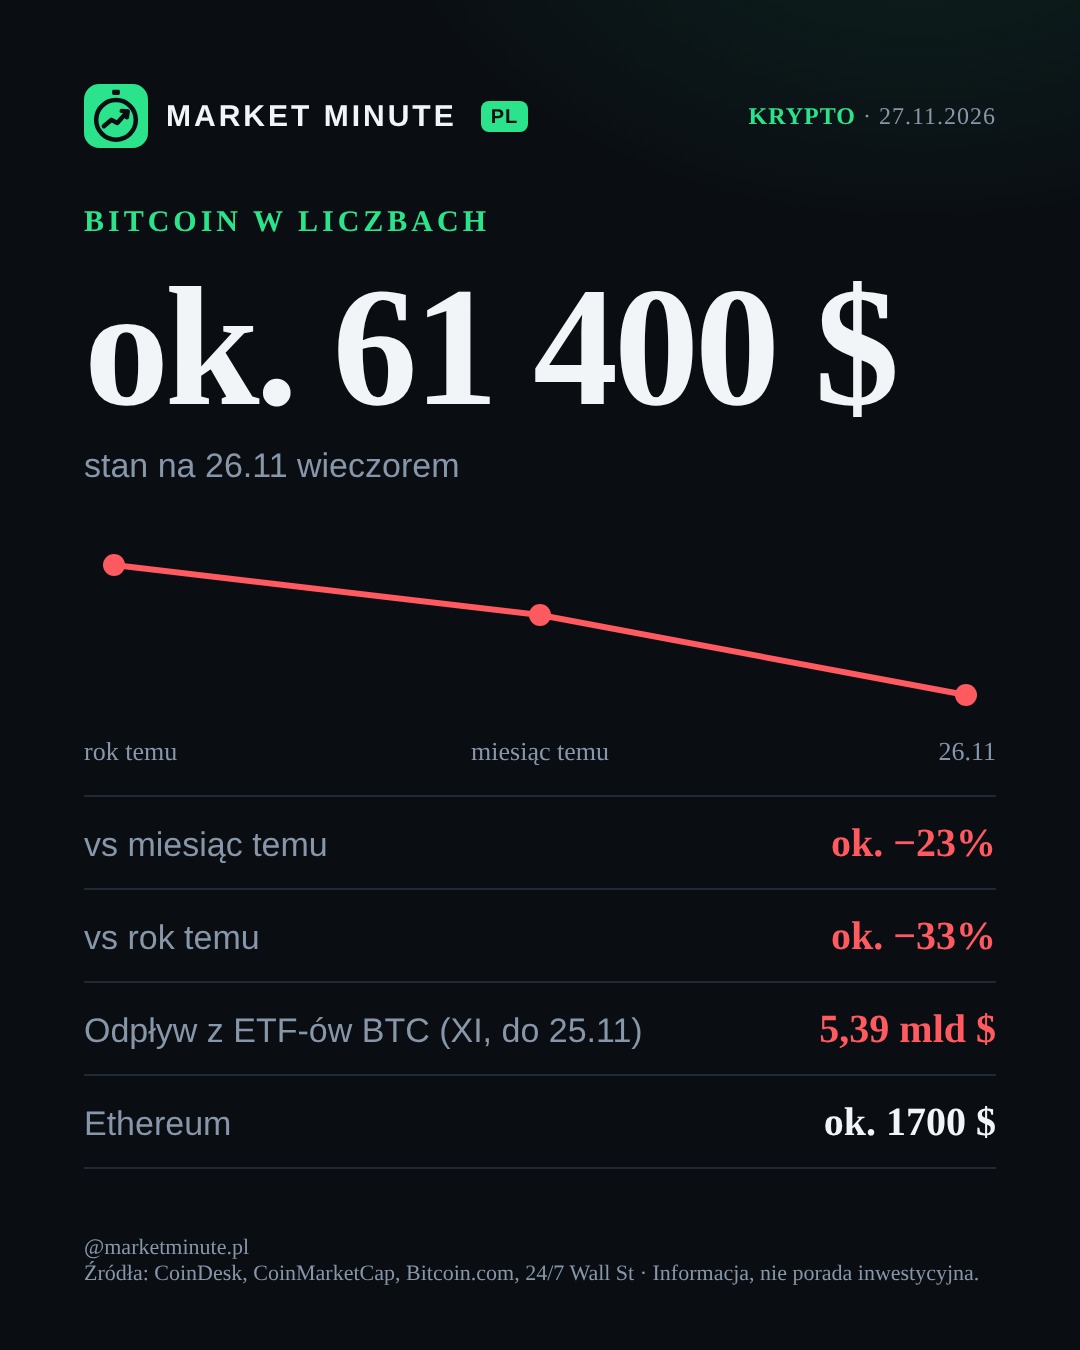 MARKET MINUTE PL
KRYPTO · 27.11.2026
BITCOIN W LICZBACH
ok. 61 400 $
stan na 26.11 wieczorem
rok temu miesiąc temu 26.11
vs miesiąc temu ok. −23%
vs rok temu ok. −33%
Odpływ z ETF-ów BTC (XI, do 25.11) 5,39 mld $
Ethereum ok. 1700 $
@marketminute.pl
Źródła: CoinDesk, CoinMarketCap, Bitcoin.com, 24/7 Wall St · Informacja, nie porada inwestycyjna.